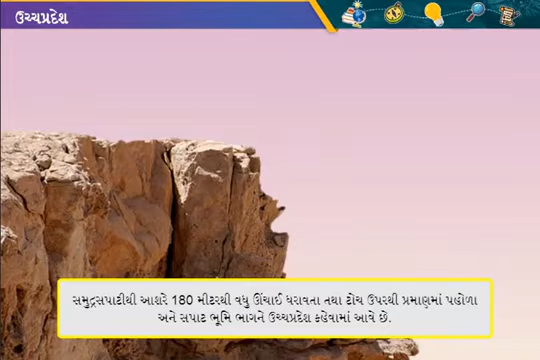 ઉચ્ચપ્રદેશ
સમુદ્રસપાટીથી આશરે 180 મીટરથી વધુ ઊંચાઈ ધરાવતા તથા ટોચ ઉપરથી પ્રમાણમાં પહોળા
અને સપાટ ભૂમિ ભાગને ઉચ્ચપ્રદેશ કહેવામાં આવે છે.